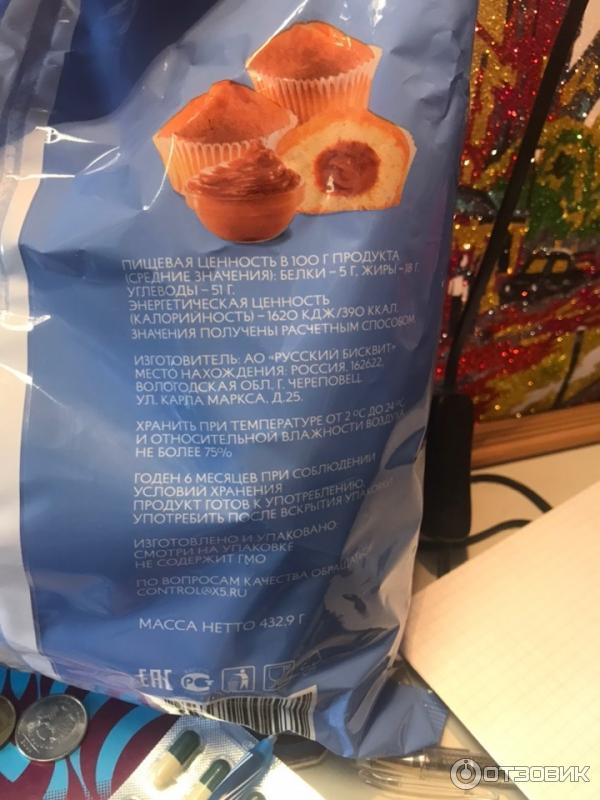 ПИЩЕВАЯ ЦЕННОСТЬ В 100 Г ПРОДУКТА
(СРЕДНИЕ ЗНАЧЕНИЯ): БЕЛКИ – 5 Г, ЖИРЫ – 18 Г,
УГЛЕВОДЫ – 51 Г.
ЭНЕРГЕТИЧЕСКАЯ ЦЕННОСТЬ
(КАЛОРИЙНОСТЬ) – 1620 КДЖ/390 ККАЛ.
ЗНАЧЕНИЯ ПОЛУЧЕНЫ РАСЧЕТНЫМ СПОСОБОМ
ИЗГОТОВИТЕЛЬ: АО «РУССКИЙ БИСКВИТ»
МЕСТО НАХОЖДЕНИЯ: РОССИЯ, 162622,
ВОЛОГОДСКАЯ ОБЛ., Г. ЧЕРЕПОВЕЦ,
УЛ. КАРЛА МАРКСА, Д.25.
ХРАНИТЬ ПРИ ТЕМПЕРАТУРЕ ОТ 2 °С ДО 24 °С
И ОТНОСИТЕЛЬНОЙ ВЛАЖНОСТИ ВОЗДУХА
НЕ БОЛЕЕ 75%
ГОДЕН 6 МЕСЯЦЕВ ПРИ СОБЛЮДЕНИИ
УСЛОВИЙ ХРАНЕНИЯ
ПРОДУКТ ГОТОВ К УПОТРЕБЛЕНИЮ.
УПОТРЕБИТЬ ПОСЛЕ ВСКРЫТИЯ УПАКОВКИ
ИЗГОТОВЛЕНО И УПАКОВАНО:
СМОТРИ НА УПАКОВКЕ
НЕ СОДЕРЖИТ ГМО
ПО ВОПРОСАМ КАЧЕСТВА ОБРАЩАТЬСЯ
CONTROL@X5.RU
МАССА НЕТТО 432,9 Г
EAC РС
ОТЗОВИК